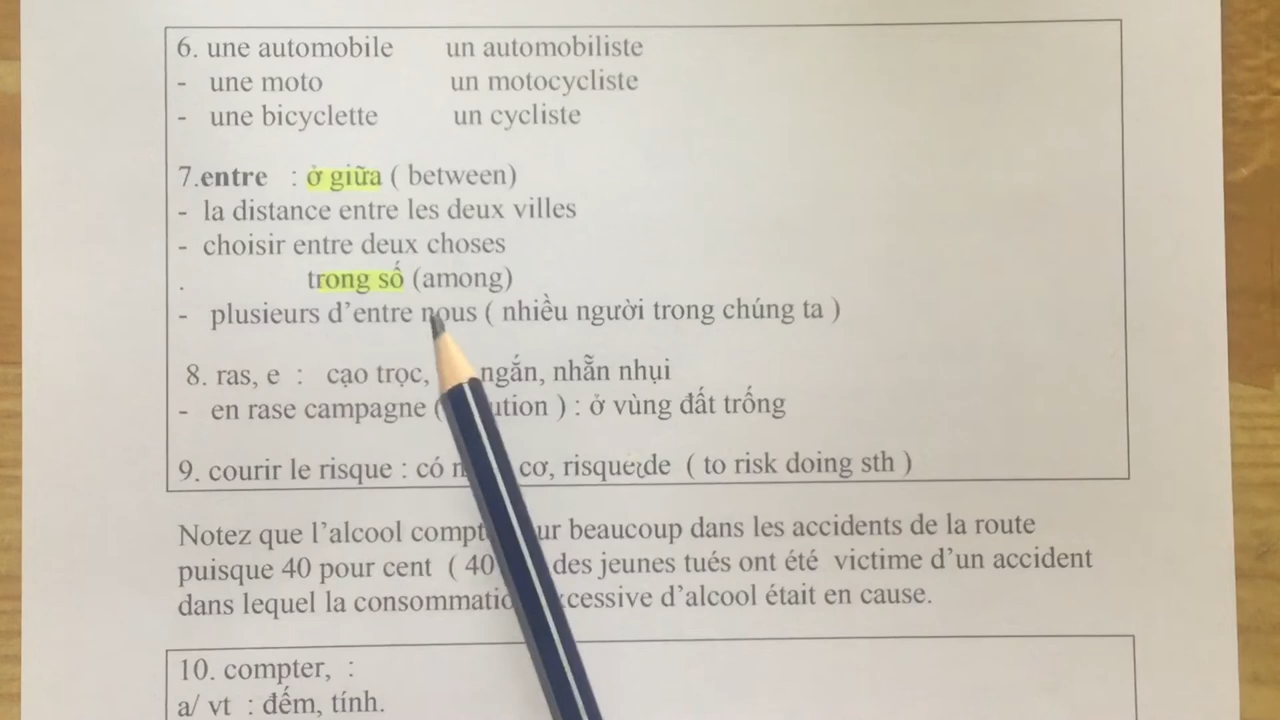 6. une automobile un automobiliste
- une moto un motocycliste
- une bicyclette un cycliste
7.entre : ở giữa ( between)
- la distance entre les deux villes
- choisir entre deux choses
. trong số (among)
- plusieurs d’entre nous ( nhiều người trong chúng ta )
8. ras, e : cạo trọc, ngắn, nhẵn nhụi
- en rase campagne ( ) : ở vùng đất trống
9. courir le risque : có cơ, risquer de ( to risk doing sth )
Notez que l’alcool beaucoup dans les accidents de la route
puisque 40 pour cent ( 40 des jeunes tués ont été victime d’un accident
dans lequel la d’alcool était en cause.
10. compter, :
a/ vt : đếm, tính.